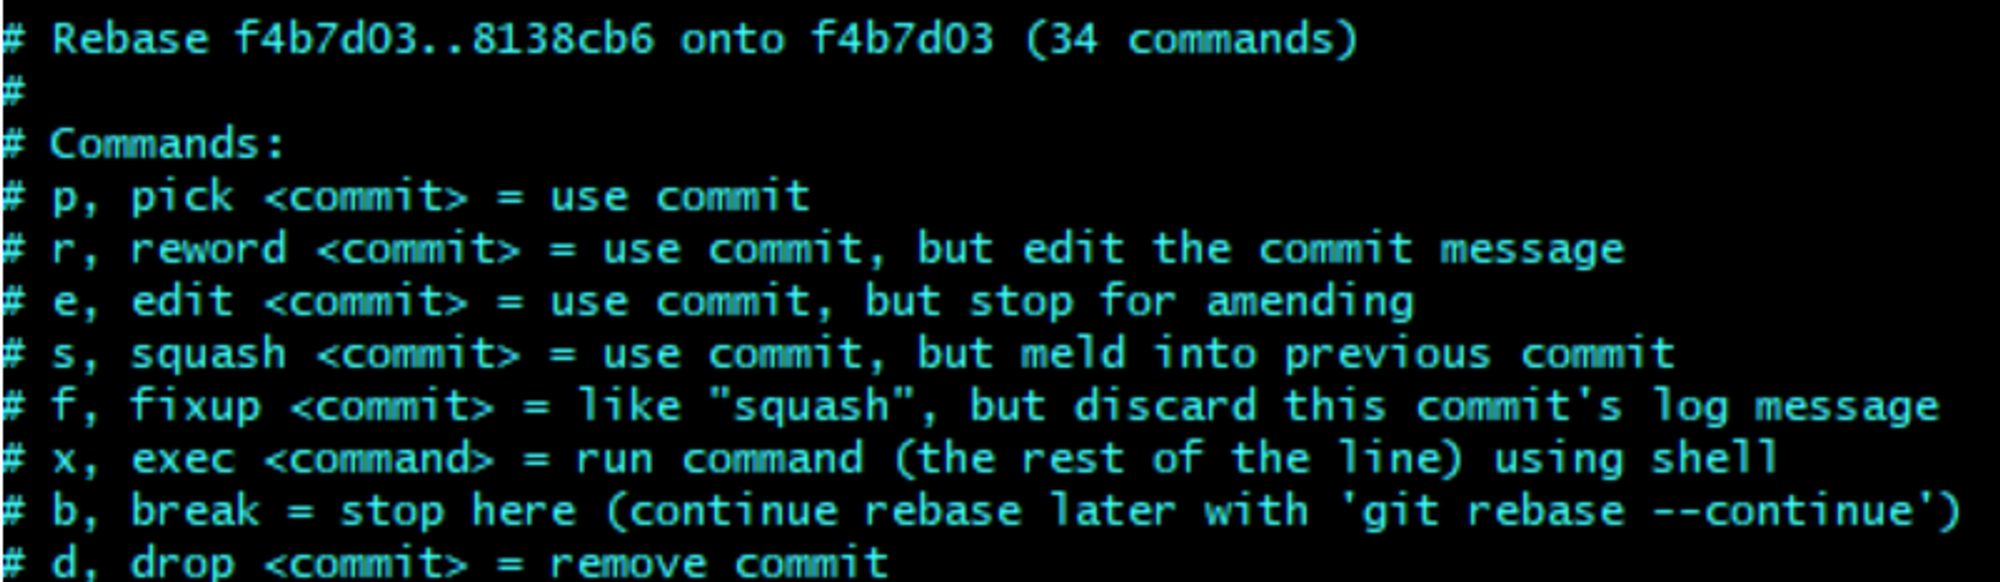 # Rebase f4b7d03..8138cb6 onto f4b7d03 (34 commands)
#
# Commands:
# p, pick <commit> = use commit
# r, reword <commit> = use commit, but edit the commit message
# e, edit <commit> = use commit, but stop for amending
# s, squash <commit> = use commit, but meld into previous commit
# f, fixup <commit> = like "squash", but discard this commit's log message
# x, exec <command> = run command (the rest of the line) using shell
# b, break = stop here (continue rebase later with 'git rebase --continue')
# d, drop <commit> = remove commit